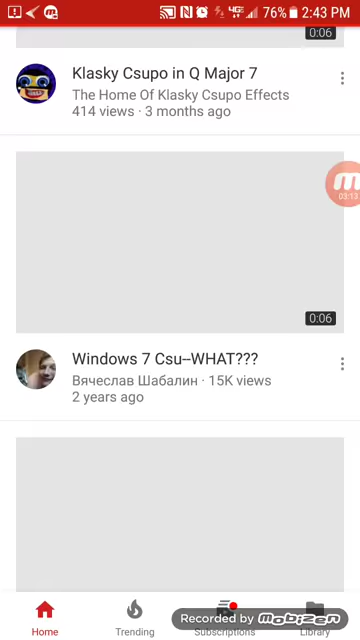 76% 2:43 PM
0:06
Klasky Csupo in Q Major 7
The Home Of Klasky Csupo Effects
414 views · 3 months ago
03:13
0:06
Windows 7 Csu--WHAT???
Вячеслав Шабалин · 15K views
2 years ago
Home
Trending
Subscriptions
Library
Recorded by mobizen